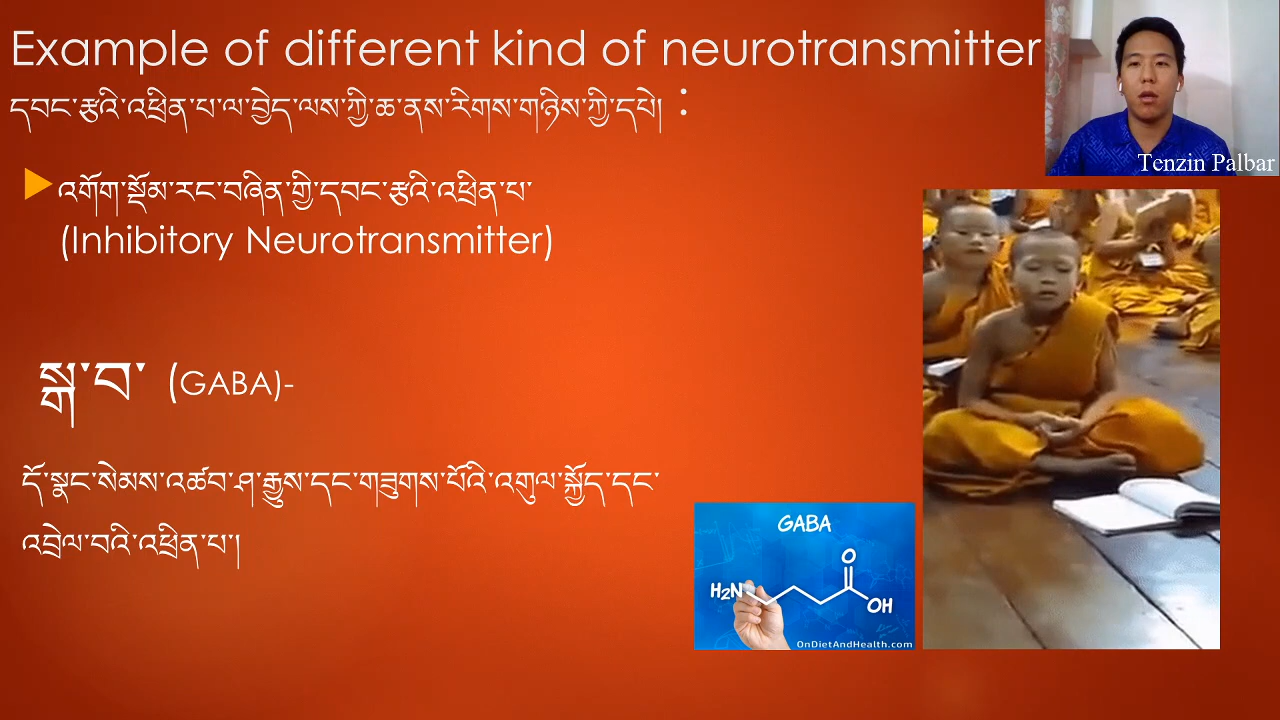 Example of different kind of neurotransmitter
དབང་རྩའི་འཕྲིན་པ་ལ་བྱེད་ལས་ཀྱི་ཆ་ནས་རིགས་གཉིས་ཀྱི་དཔེ། :
འགོག་སྡོམ་རང་བཞིན་གྱི་དབང་རྩའི་འཕྲིན་པ་
(Inhibitory Neurotransmitter)
སྒ་བ་ (GABA)-
དོ་སྣང་སེམས་འཚབ་ཤ་རྒྱུས་དང་གཟུགས་པོའི་འགུལ་སྐྱོད་དང་
འབྲེལ་བའི་འཕྲིན་པ་།
Tenzin Palbar
GABA
O
H₂N
OH
OnDietAndHealth.com